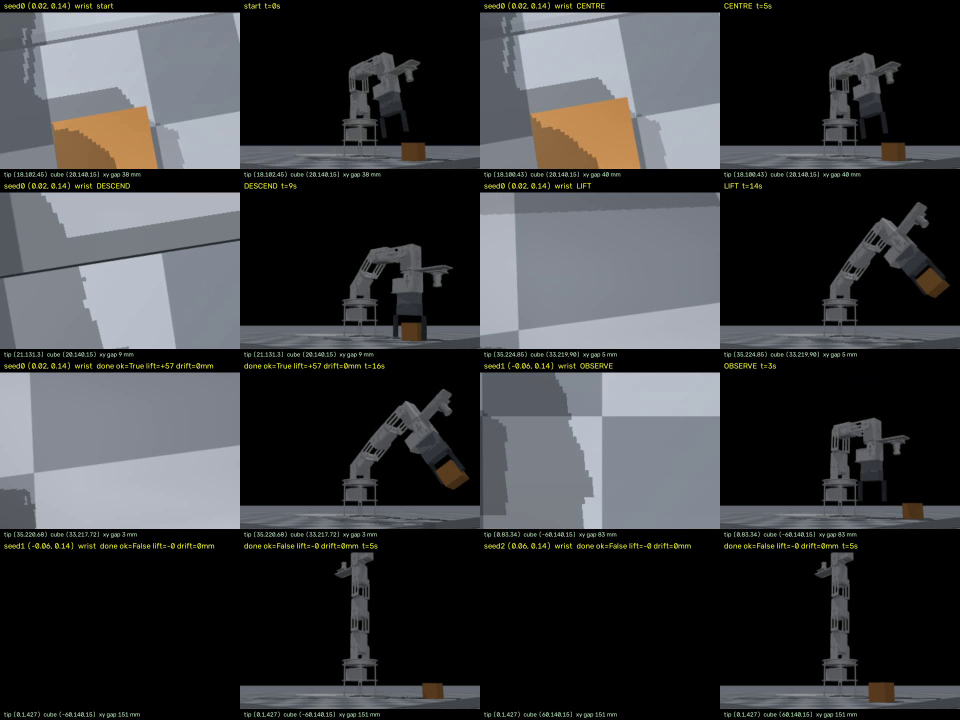 seed0 (0.02, 0.14) wrist start
start t=0s
seed0 (0.02, 0.14) wrist CENTRE
CENTRE t=5s
tip [18,102,45] cube (20,140,15) xy gap 38 mm
tip [18,102,45] cube (20,140,15) xy gap 38 mm
tip [18,100,43] cube (20,140,15) xy gap 40 mm
tip [18,100,43] cube (20,140,15) xy gap 40 mm
seed0 (0.02, 0.14) wrist DESCEND
DESCEND t=9s
seed0 (0.02, 0.14) wrist LIFT
LIFT t=14s
tip [21,131,3] cube (20,140,15) xy gap 9 mm
tip [21,131,3] cube (20,140,15) xy gap 9 mm
tip [35,224,85] cube (33,219,90) xy gap 5 mm
tip [35,224,85] cube (33,219,90) xy gap 5 mm
seed0 (0.02, 0.14) wrist done ok=True lift=+57 drift=0mm
done ok=True lift=+57 drift=0mm t=16s
seed1 (-0.06, 0.14) wrist OBSERVE
OBSERVE t=3s
tip [35,220,68] cube (33,217,72) xy gap 3 mm
tip [35,220,68] cube (33,217,72) xy gap 3 mm
tip [0,83,34] cube (-60,140,15) xy gap 83 mm
tip [0,83,34] cube (-60,140,15) xy gap 83 mm
seed1 (-0.06, 0.14) wrist done ok=False lift=-0 drift=0mm
done ok=False lift=-0 drift=0mm t=5s
seed2 (0.06, 0.14) wrist done ok=False lift=-0 drift=0mm
done ok=False lift=-0 drift=0mm t=5s
tip [0,1,427] cube (-60,140,15) xy gap 151 mm
tip [0,1,427] cube (-60,140,15) xy gap 151 mm
tip [0,1,427] cube (60,140,15) xy gap 151 mm
tip [0,1,427] cube (60,140,15) xy gap 151 mm